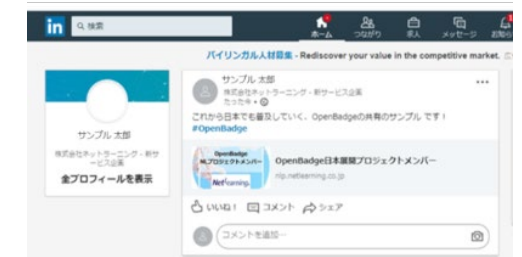 in
検索
ホーム
つながり
求人
メッセージ
お知ら
バイリンガル人材募集 - Rediscover your value in the competitive market.
サンプル 太郎
株式会社ネットラーニング - 新サービス企画
たった今
これから日本でも普及していく、OpenBadgeの共有のサンプル です！
#OpenBadge
サンプル 太郎
株式会社ネットラーニング - 新サ
ービス企画
全プロフィールを表示
OpenBadge
NLプロジェクトメンバー
Net Learning.
OpenBadge日本展開プロジェクトメンバー
nlp.netlearning.co.jp
いいね！
コメント
シェア
コメントを追加…